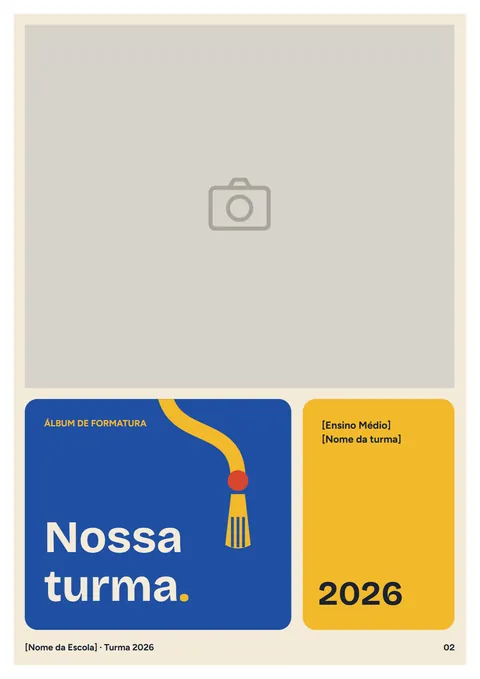 ÁLBUM DE FORMATURA
Nossa
turma.
[Ensino Médio]
[Nome da turma]
2026
[Nome da Escola] · Turma 2026
02